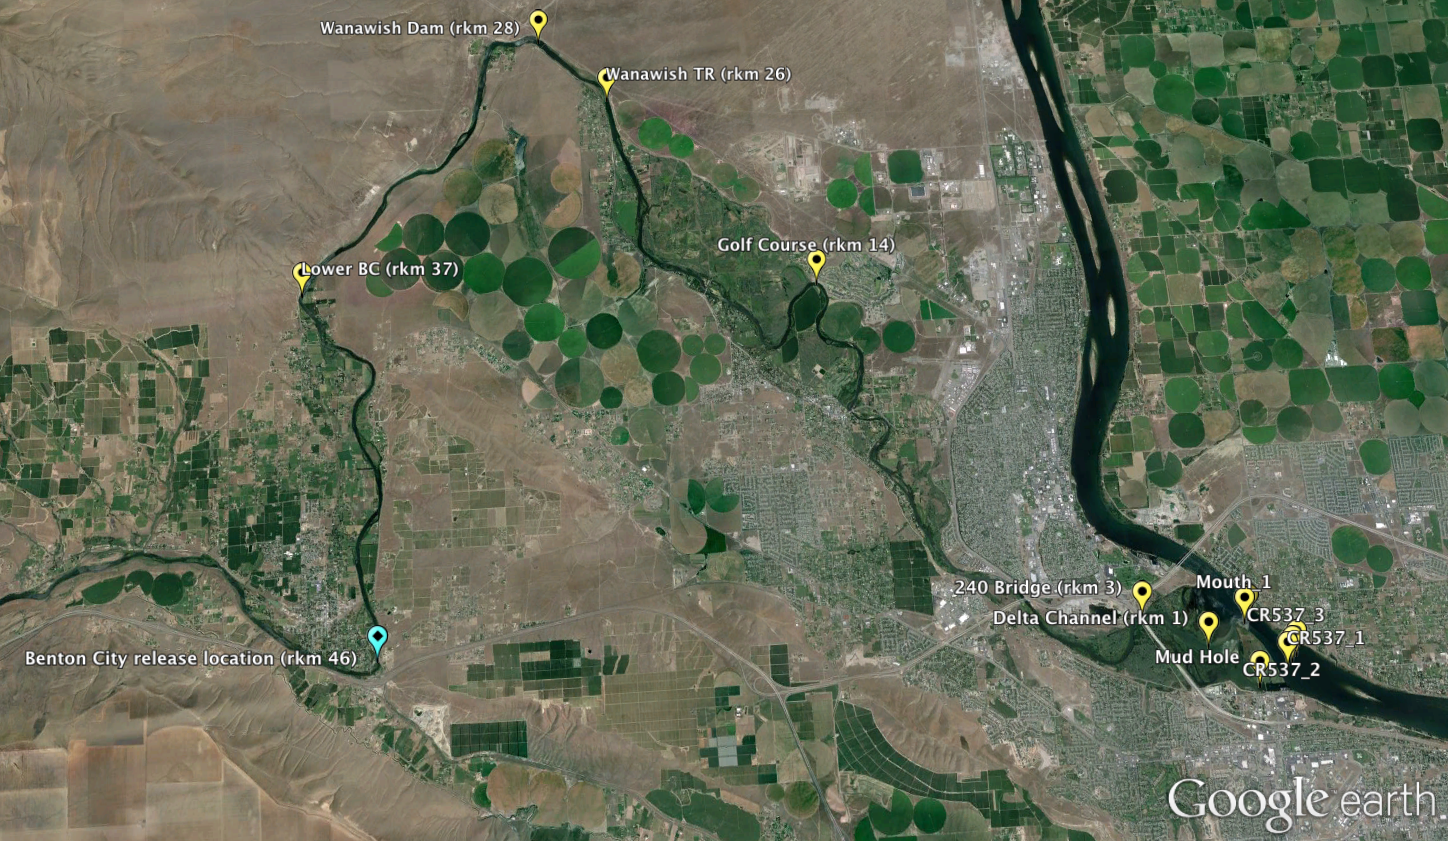 Wanawish Dam (rkm 28)
Wanawish TR (rkm 26)
Golf Course (rkm 14)
Lower BC (rkm 37)
Mouth_1
240 Bridge (rkm 3)
CR537_3
Delta Channel (rkm 1)
CR537_1
Mud Hole
Benton City release location (rkm 46)
CR537_2
Google earth